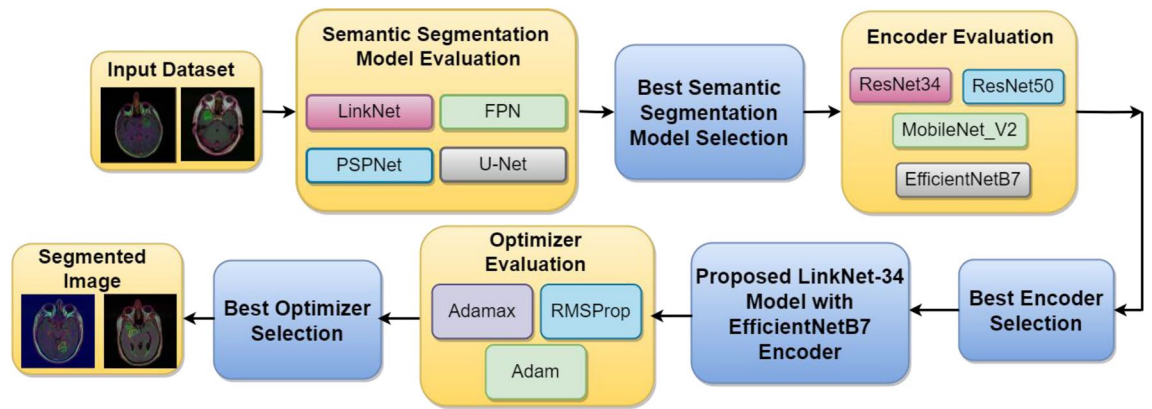 Input Dataset
Semantic Segmentation
Model Evaluation
LinkNet
FPN
PSPNet
U-Net
Best Semantic
Segmentation
Model Selection
Encoder Evaluation
ResNet34
ResNet50
MobileNet_V2
EfficientNetB7
Best Encoder
Selection
Proposed LinkNet-34
Model with
EfficientNetB7
Encoder
Optimizer
Evaluation
Adamax
RMSProp
Adam
Best Optimizer
Selection
Segmented
Image